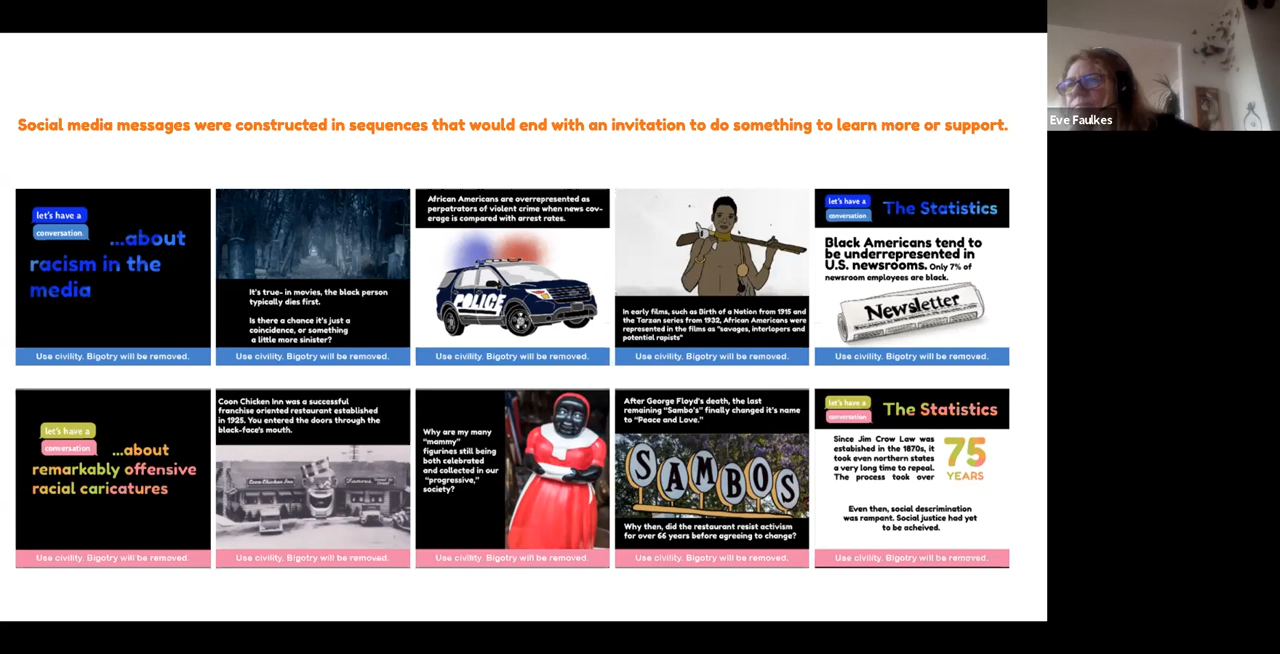 Eve Faulkes
Social media messages were constructed in sequences that would end with an invitation to do something to learn more or support.
let's have a
conversation
...about
racism in the
media
Use civility. Bigotry will be removed.
It's true- in movies, the black person
typically dies first.
Is there a chance it's just a
coincidence, or something
a little more sinister?
Use civility. Bigotry will be removed.
African Americans are overrepresented as
perpatrators of violent crime when news cov-
erage is compared with arrest rates.
POLICE
Use civility. Bigotry will be removed.
In early films, such as Birth of a Nation from 1915 and
the Tarzan series from 1932, African Americans were
represented in the films as "savages, interlopers and
potential rapists"
Use civility. Bigotry will be removed.
let's have a
conversation
The Statistics
Black Americans tend to
be underrepresented in
U.S. newsrooms. Only 7% of
newsroom employees are black.
Newsletter
Use civility. Bigotry will be removed.
let's have a
conversation
...about
remarkably offensive
racial caricatures
Use civility. Bigotry will be removed.
Coon Chicken Inn was a successful
franchise oriented restaurant established
in 1925. You entered the doors through the
black-face's mouth.
Coon Chicken Inn
Use civility. Bigotry will be removed.
Why are my many
"mammy"
figurines still being
both celebrated
and collected in our
"progressive,"
society?
Use civility. Bigotry will be removed.
After George Floyd's death, the last
remaining "Sambo's" finally changed it's name
to "Peace and Love."
SAMBOS
Why then, did the restaurant resist activism
for over 66 years before agreeing to change?
Use civility. Bigotry will be removed.
let's have a
conversation
The Statistics
Since Jim Crow Law was
estabished in the 1870s, it
took even northern states
a very long time to repeal.
The process took over
75
YEARS
Even then, social descrimination
was rampant. Social justice had yet
to be acheived.
Use civility. Bigotry will be removed.